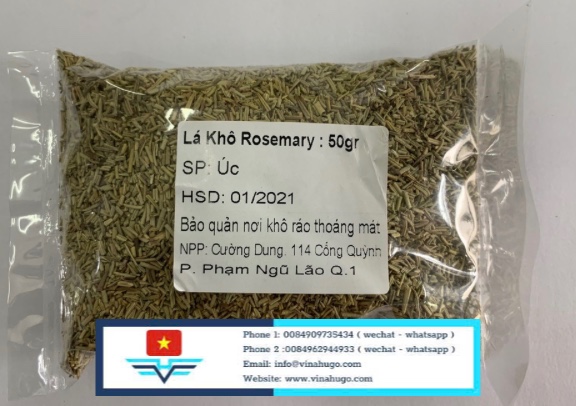 Lá Khô Rosemary : 50gr
SP: Úc
HSD: 01/2021
Bảo quản nơi khô ráo thoáng mát
NPP: Cường Dung. 114 Cống Quỳnh
P. Phạm Ngũ Lão Q.1
Phone 1: 0084909735434 ( wechat - whatsapp )
Phone 2 :0084962944933 ( wechat - whatsapp )
Email: info@vinahugo.com
Website: www.vinahugo.com